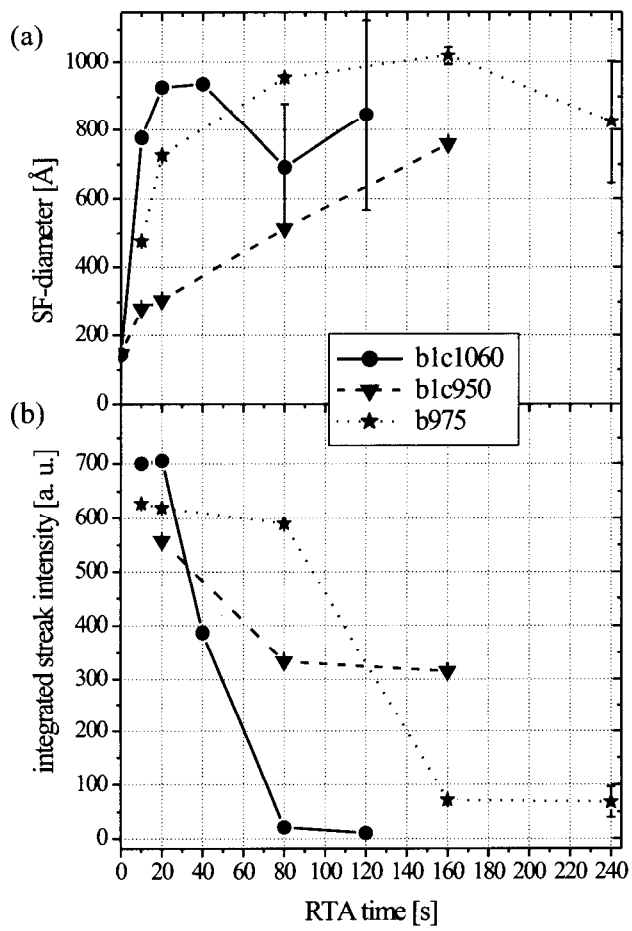 (a)
1000
800
600
400
200
0
SF-diameter [Å]
b1c1060
b1c950
b975
(b)
700
600
500
400
300
200
100
0
integrated streak intensity [a. u.]
0 20 40 60 80 100 120 140 160 180 200 220 240
RTA time [s]